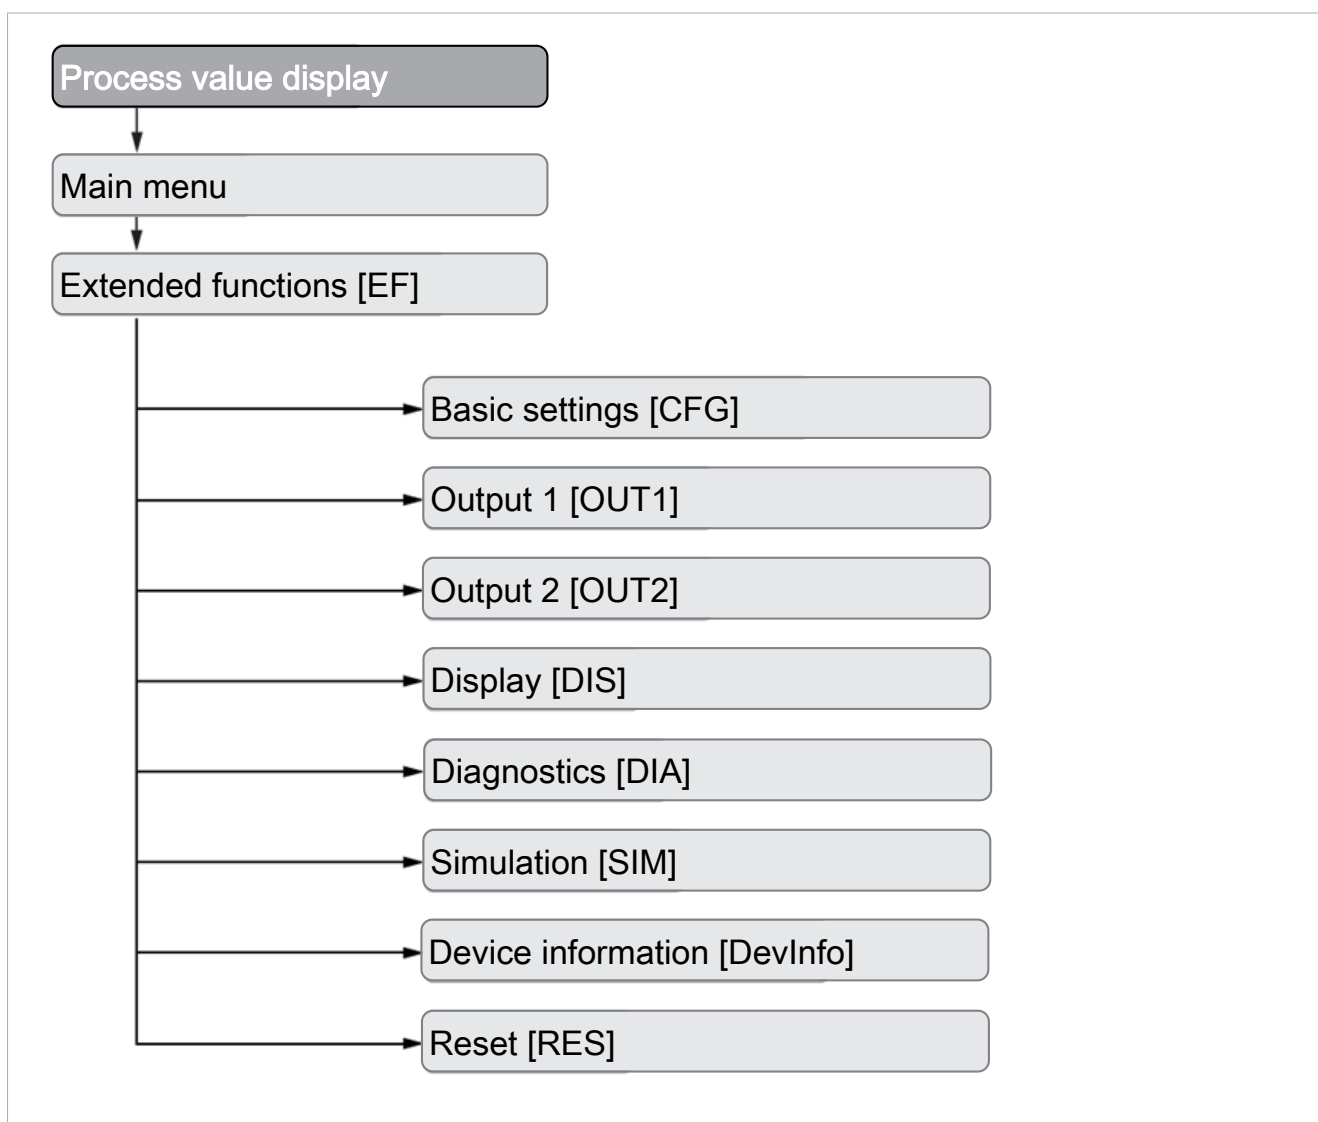 Process value display
Main menu
Extended functions [EF]
Basic settings [CFG]
Output 1 [OUT1]
Output 2 [OUT2]
Display [DIS]
Diagnostics [DIA]
Simulation [SIM]
Device information [DevInfo]
Reset [RES]